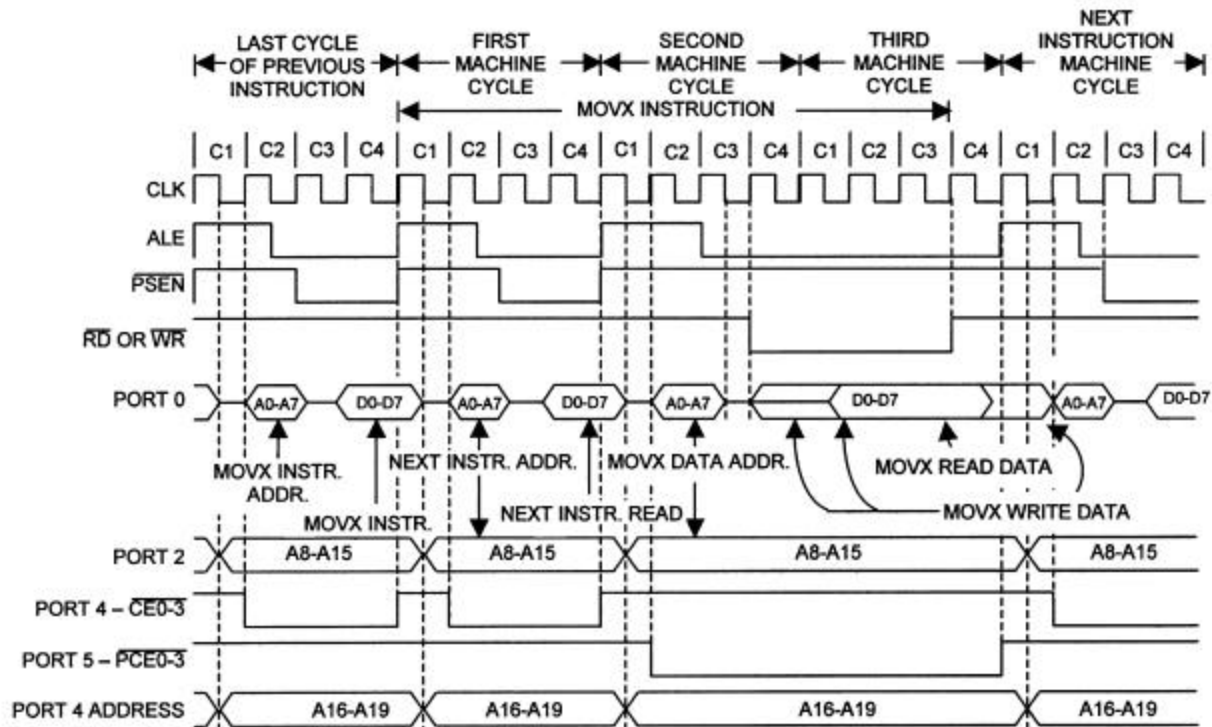 LAST CYCLE
OF PREVIOUS
INSTRUCTION
FIRST
MACHINE
CYCLE
SECOND
MACHINE
CYCLE
THIRD
MACHINE
CYCLE
NEXT
INSTRUCTION
MACHINE
CYCLE
MOVX INSTRUCTION
C1 C2 C3 C4 C1 C2 C3 C4 C1 C2 C3 C4 C1 C2 C3 C4 C1 C2 C3 C4
CLK
ALE
PSEN
RD OR WR
PORT 0 A0-A7 D0-D7 A0-A7 D0-D7 A0-A7 D0-D7 A0-A7 D0-D7
MOVX INSTR.
ADDR.
NEXT INSTR. ADDR.
MOVX DATA ADDR.
MOVX READ DATA
MOVX INSTR.
NEXT INSTR. READ
MOVX WRITE DATA
PORT 2 A8-A15 A8-A15 A8-A15 A8-A15
PORT 4 – CE0-3
PORT 5 – PCE0-3
PORT 4 ADDRESS A16-A19 A16-A19 A16-A19 A16-A19